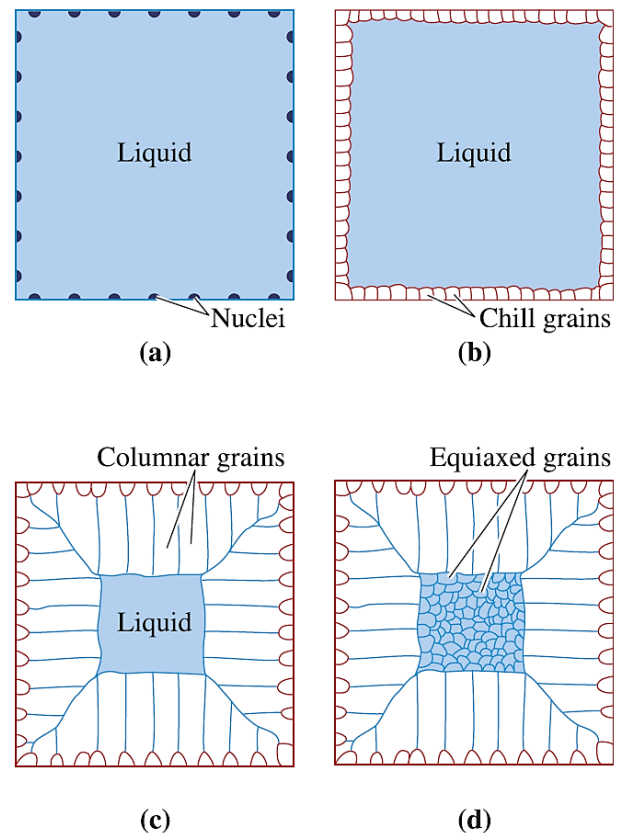 Liquid
Liquid
Nuclei
Chill grains
(a)
(b)
Columnar grains
Equiaxed grains
Liquid
(c)
(d)